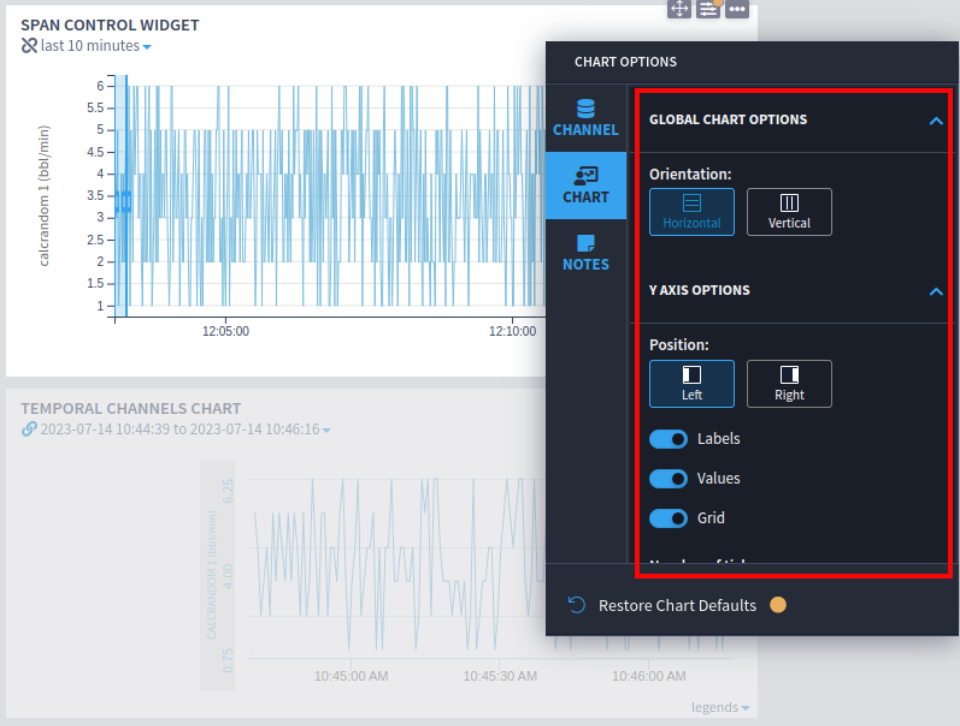 SPAN CONTROL WIDGET
last 10 minutes
calcrandom 1 (bbl/min)
6
5.5
5
4.5
4
3.5
3
2.5
2
1.5
1
12:05:00
12:10:00
TEMPORAL CHANNELS CHART
2023-07-14 10:44:39 to 2023-07-14 10:46:16
CALCRANDOM 1 (bbl/min)
6.25
4.00
0.75
10:45:00 AM
10:45:30 AM
10:46:00 AM
legends
CHART OPTIONS
CHANNEL
CHART
NOTES
GLOBAL CHART OPTIONS
Orientation:
Horizontal
Vertical
Y AXIS OPTIONS
Position:
Left
Right
Labels
Values
Grid
Restore Chart Defaults